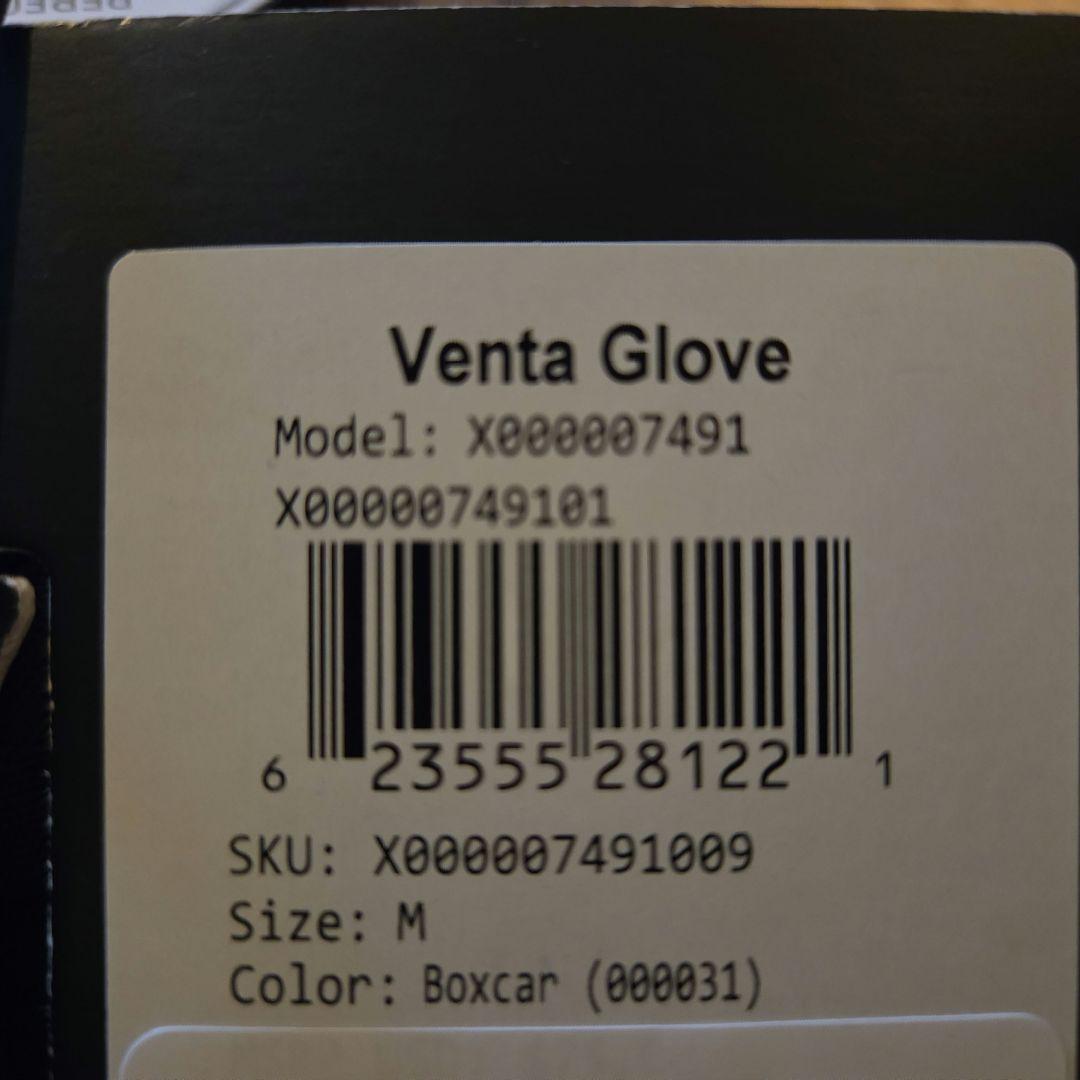 Venta Glove
Model: X000007491
X00000749101
6 23555 28122 1
SKU: X000007491009
Size: M
Color: Boxcar (000031)